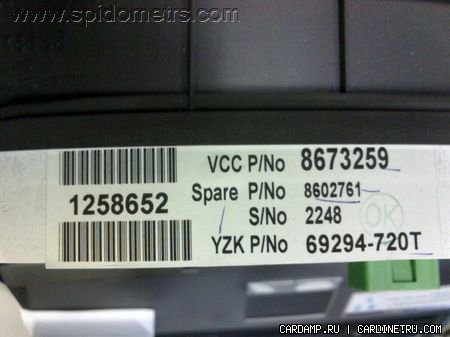 www.spidometrs.com
VCC P/No 8673259
Spare P/No 8602761
1258652
S/No 2248
OK
YZK P/No 69294-720T
CARDAMP.RU | CARLINETRU.COM